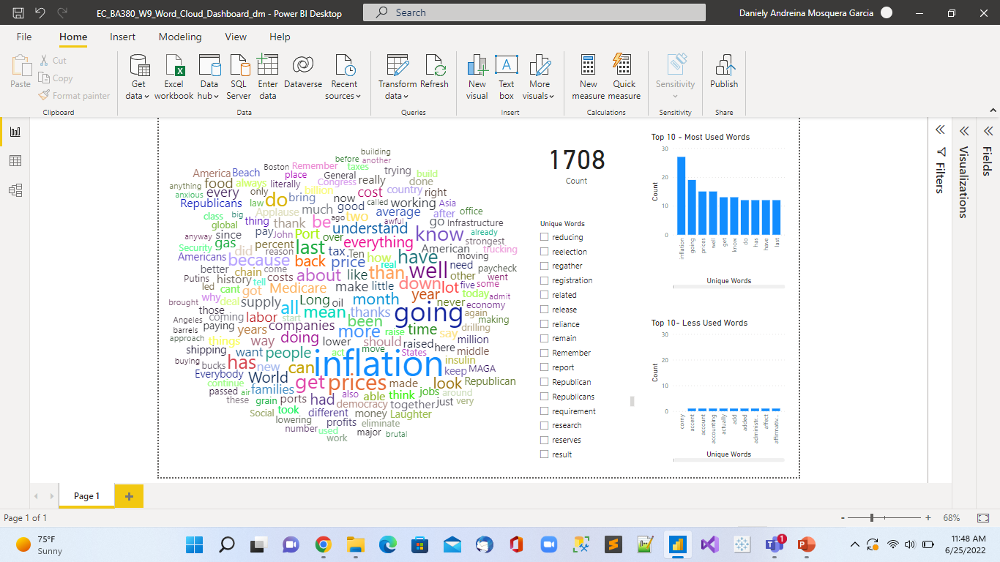 EC_BA380_W9_Word_Cloud_Dashboard_dm - Power BI Desktop
Search
Daniely Andreina Mosquera Garcia
File Home Insert Modeling View Help
Paste
Cut
Copy
Format painter
Clipboard
Get data
Excel workbook
Data hub
SQL Server
Enter data
Dataverse
Recent sources
Data
Transform data
Refresh
Queries
New visual
Text box
More visuals
Insert
New measure
Quick measure
Calculations
Sensitivity
Sensitivity
Publish
Share
building
before another
Boston Remember taxes trying
America Beach place General build
anything food always literally Congress really done
anxious every only billion cost country right
Republicans law do bring now called working Asia
class big Applause much good average after office
global thing thank be ago two awful go Infrastructure
anyway since pay John Port over understand know already
Security gas percent last tax Ten everything American strongest trucking
did reason how have moving
Americans because back price real well need paycheck
better chain come about like than other went
Putins history tell costs make little down lot five some
led cant got Medicare year today admit
why deal all Long oil month never economy
brought those supply mean thanks going again
Angeles coming labor start been making
barrels paying years companies more raise time say drilling
approach things way doing lower should raised here million
shipping want people act move States middle
buying bucks has can inflation insulin
Everybody new keep MAGA
continue World get prices made look Republican
passed air families also able think jobs around
these grain ports had democracy together just very
Social took different money Laughter
lowering profits eliminate
number used major brutal
work
1708
Count
Unique Words
reducing
reelection
regather
registration
related
release
reliance
remain
Remember
report
Republican
Republicans
requirement
research
reserves
result
Top 10 - Most Used Words
30
20
10
0
Count
inflation going prices well get know do has have last
Unique Words
Top 10- Less Used Words
30
20
10
0
Count
corny accent account accounting actually add added administr... affect affirmativ...
Unique Words
Filters
Visualizations
Fields
Page 1
Page 1 of 1
- + 68%
75°F
Sunny
1
11:48 AM
6/25/2022